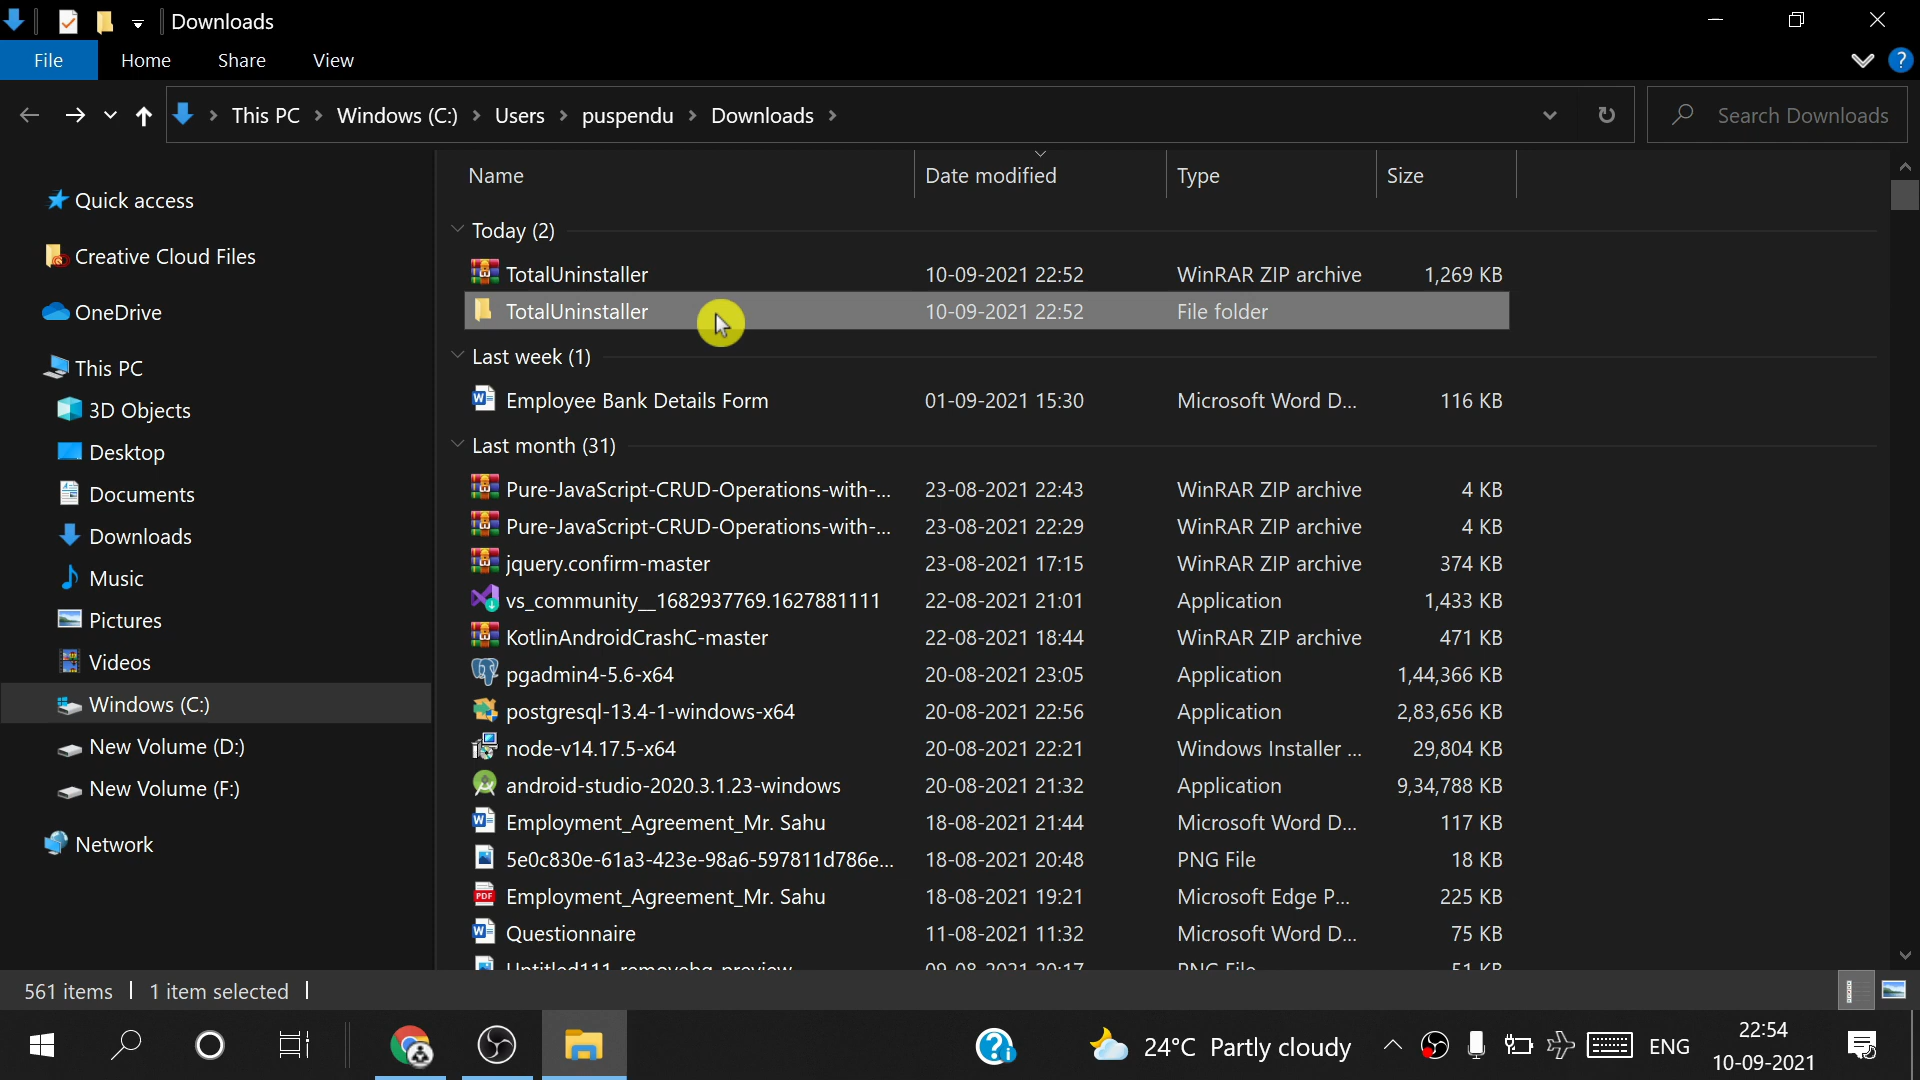 Downloads
File Home Share View
This PC Windows (C:) Users puspendu Downloads Search Downloads
Name Date modified Type Size
Quick access
Creative Cloud Files
OneDrive
This PC
3D Objects
Desktop
Documents
Downloads
Music
Pictures
Videos
Windows (C:)
New Volume (D:)
New Volume (F:)
Network
Today (2)
TotalUninstaller 10-09-2021 22:52 WinRAR ZIP archive 1,269 KB
TotalUninstaller 10-09-2021 22:52 File folder
Last week (1)
Employee Bank Details Form 01-09-2021 15:30 Microsoft Word D... 116 KB
Last month (31)
Pure-JavaScript-CRUD-Operations-with-... 23-08-2021 22:43 WinRAR ZIP archive 4 KB
Pure-JavaScript-CRUD-Operations-with-... 23-08-2021 22:29 WinRAR ZIP archive 4 KB
jquery.confirm-master 23-08-2021 17:15 WinRAR ZIP archive 374 KB
vs_community__1682937769.1627881111 22-08-2021 21:01 Application 1,433 KB
KotlinAndroidCrashC-master 22-08-2021 18:44 WinRAR ZIP archive 471 KB
pgadmin4-5.6-x64 20-08-2021 23:05 Application 1,44,366 KB
postgresql-13.4-1-windows-x64 20-08-2021 22:56 Application 2,83,656 KB
node-v14.17.5-x64 20-08-2021 22:21 Windows Installer ... 29,804 KB
android-studio-2020.3.1.23-windows 20-08-2021 21:32 Application 9,34,788 KB
Employment_Agreement_Mr. Sahu 18-08-2021 21:44 Microsoft Word D... 117 KB
5e0c830e-61a3-423e-98a6-597811d786e... 18-08-2021 20:48 PNG File 18 KB
Employment_Agreement_Mr. Sahu 18-08-2021 19:21 Microsoft Edge P... 225 KB
Questionnaire 11-08-2021 11:32 Microsoft Word D... 75 KB
561 items 1 item selected
24°C Partly cloudy ENG 22:54
10-09-2021